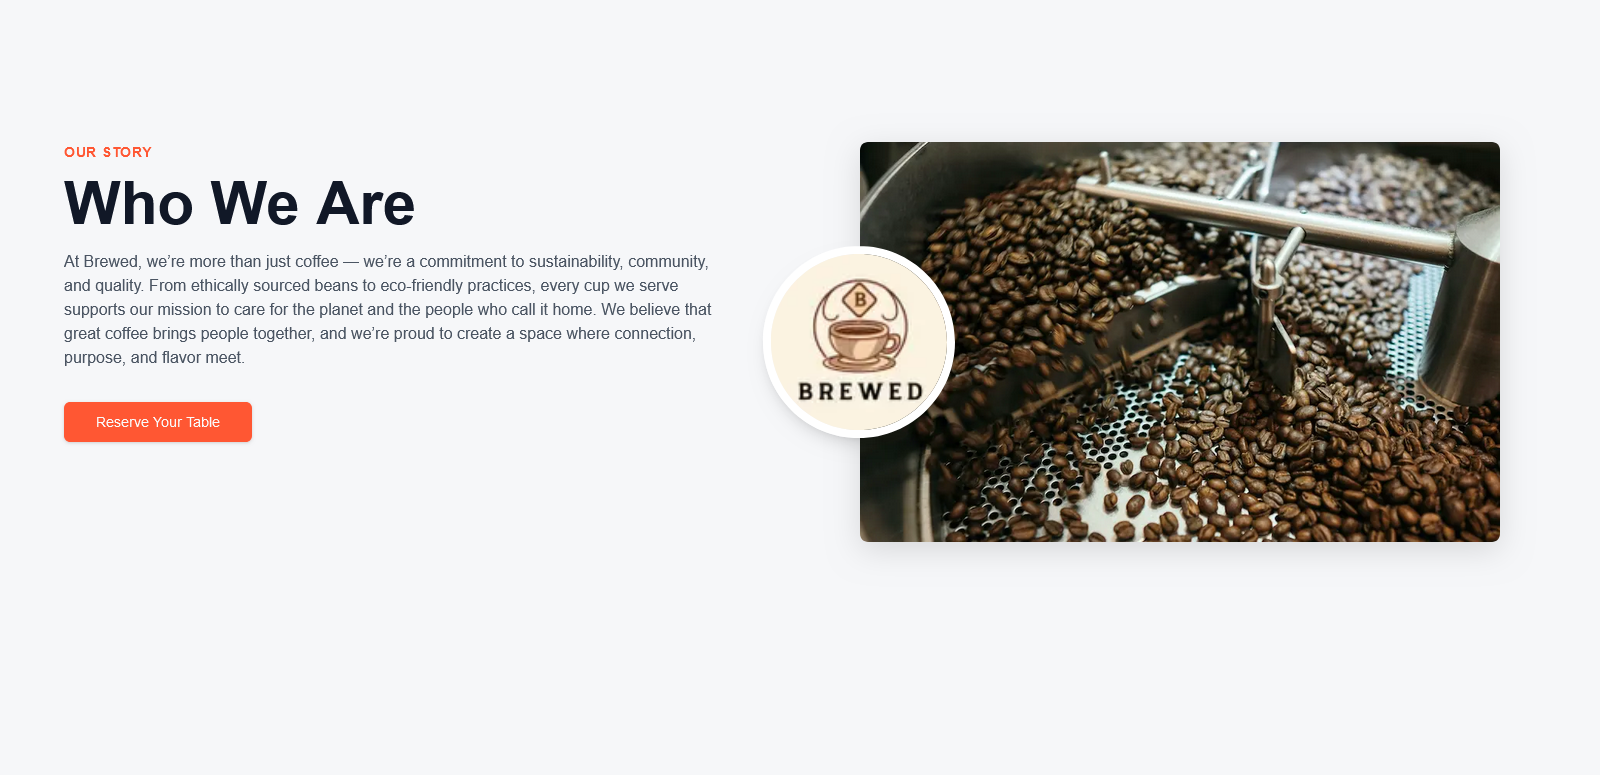 OUR STORY
Who We Are
At Brewed, we’re more than just coffee — we’re a commitment to sustainability, community,
and quality. From ethically sourced beans to eco-friendly practices, every cup we serve
supports our mission to care for the planet and the people who call it home. We believe that
great coffee brings people together, and we’re proud to create a space where connection,
purpose, and flavor meet.
Reserve Your Table
B
BREWED